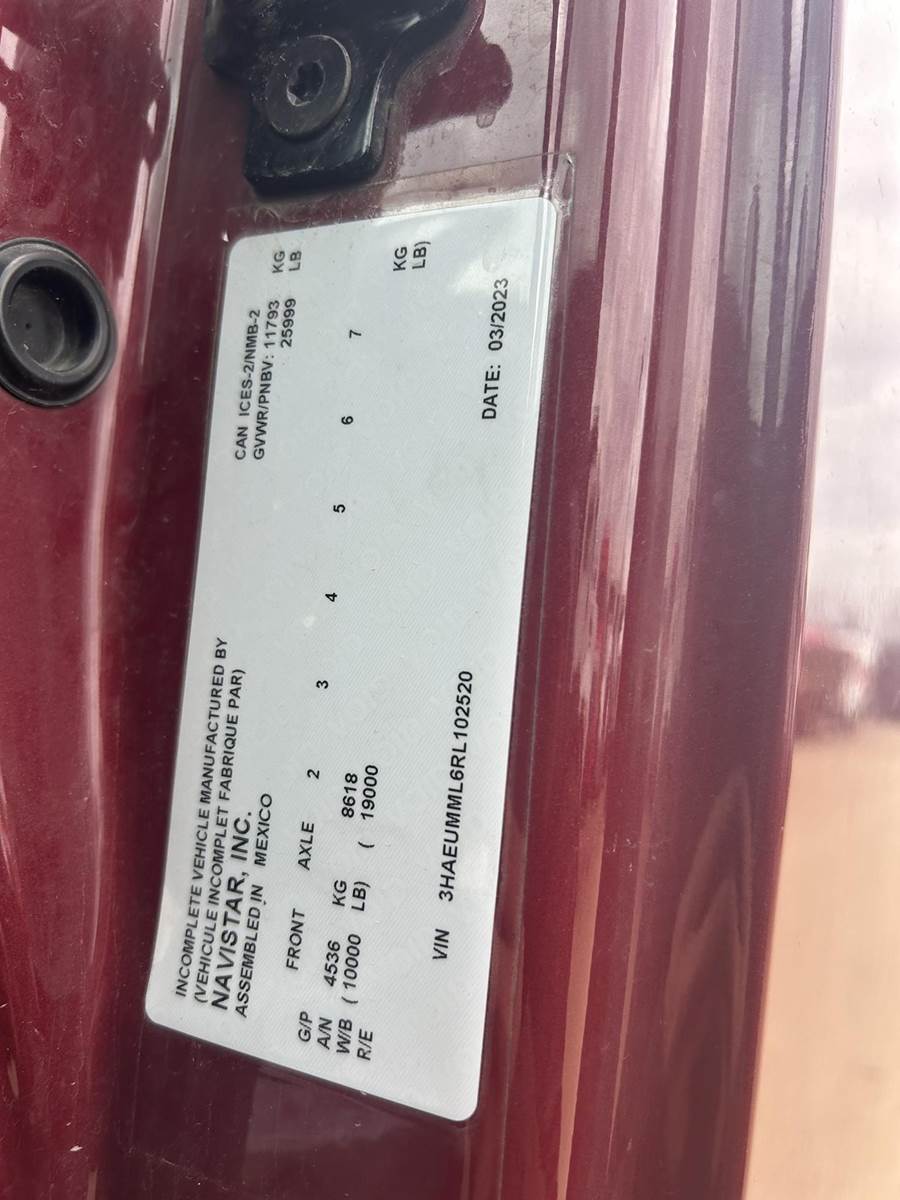 INCOMPLETE VEHICLE MANUFACTURED BY
(VEHICULE INCOMPLET FABRIQUE PAR)
NAVISTAR, INC.
ASSEMBLED IN MEXICO
CAN ICES-2/NMB-2
GVWR/PNBV: 11793 KG
25999 LB
FRONT AXLE 2 3 4 5 6 7
G/P
A/N 4536 KG 8618 KG
W/B ( 10000 LB) ( 19000 LB)
R/E
VIN 3HAEUMML6RL102520 DATE: 03/2023